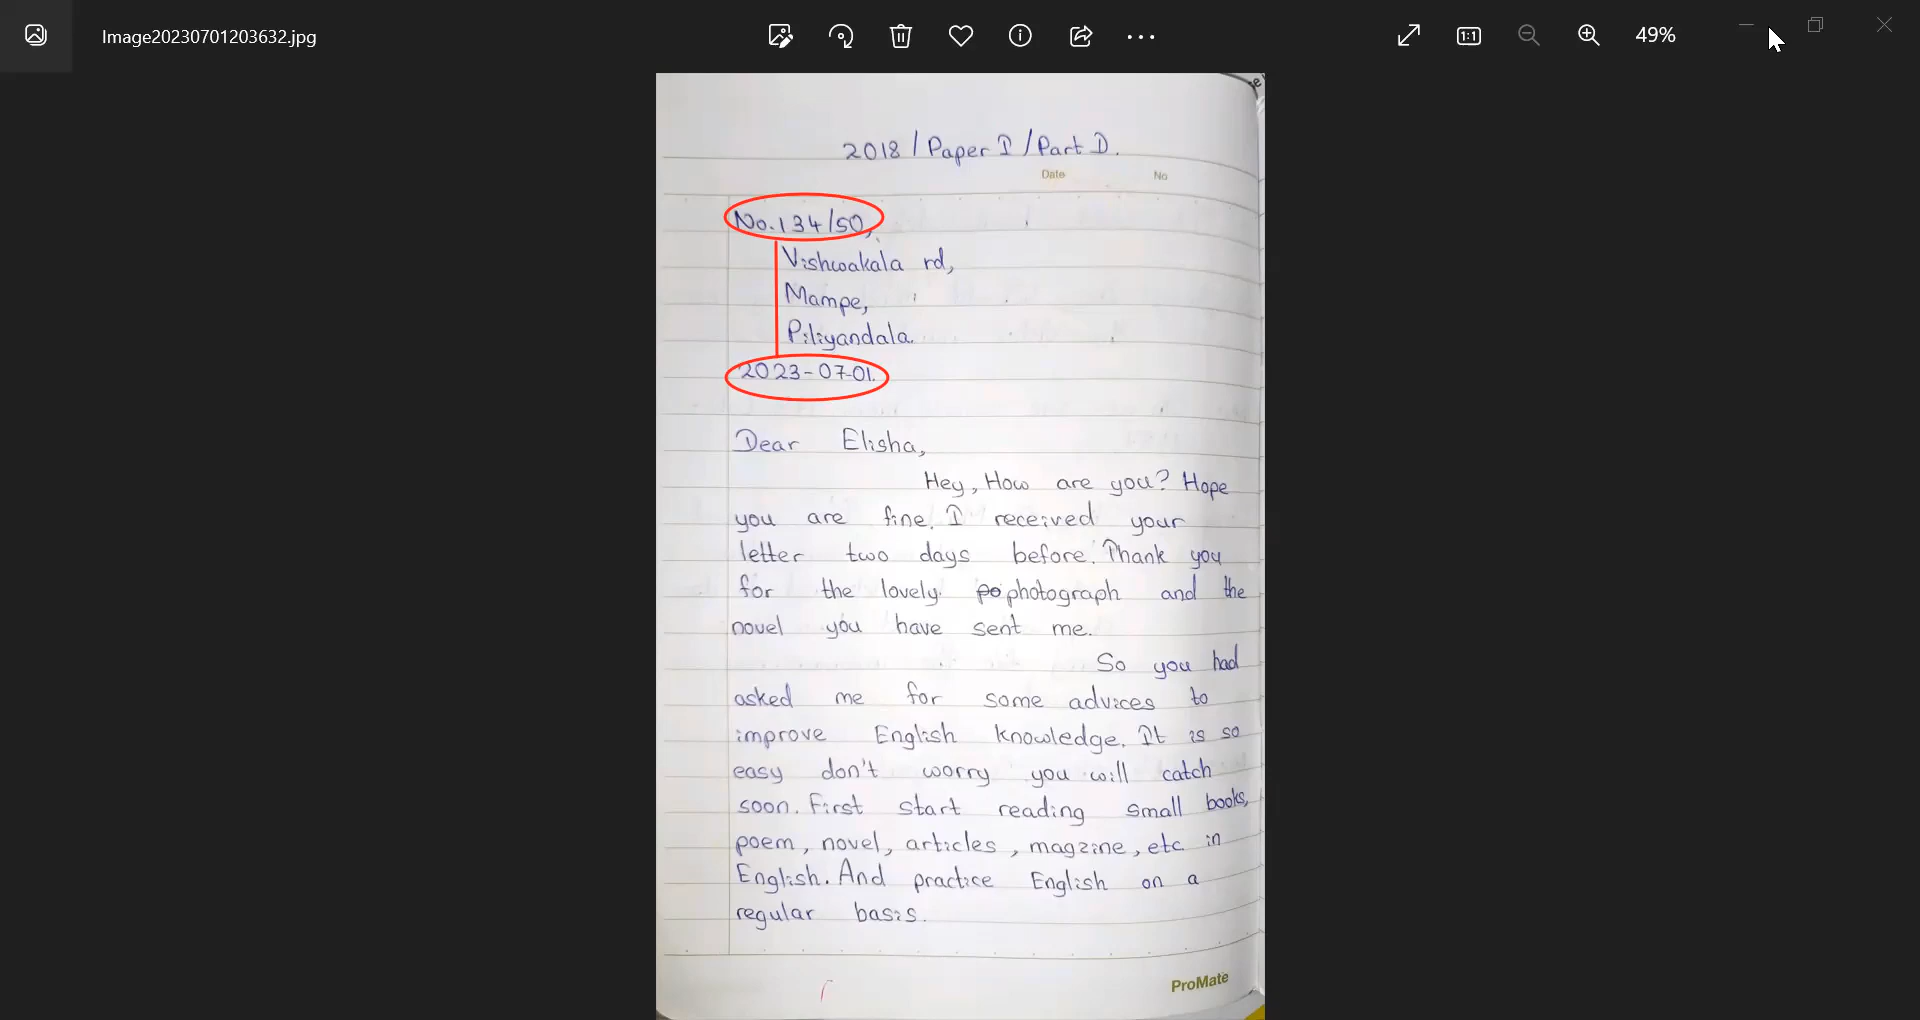 Image20230701203632.jpg
49%
2018 / Paper I / Part D.
Date No
No.134/50,
Vishwakala rd,
Mampe,
Piliyandala.
2023-07-01.
Dear Elisha,
Hey, How are you? Hope
you are fine. I received your
letter two days before. Thank you
for the lovely po photograph and the
novel you have sent me.
So you had
asked me for some advices to
improve English knowledge. It is so
easy don't worry you will catch
soon. First start reading small books,
poem, novel, articles, magzine, etc in
English. And practice English on a
regular basis.
ProMate